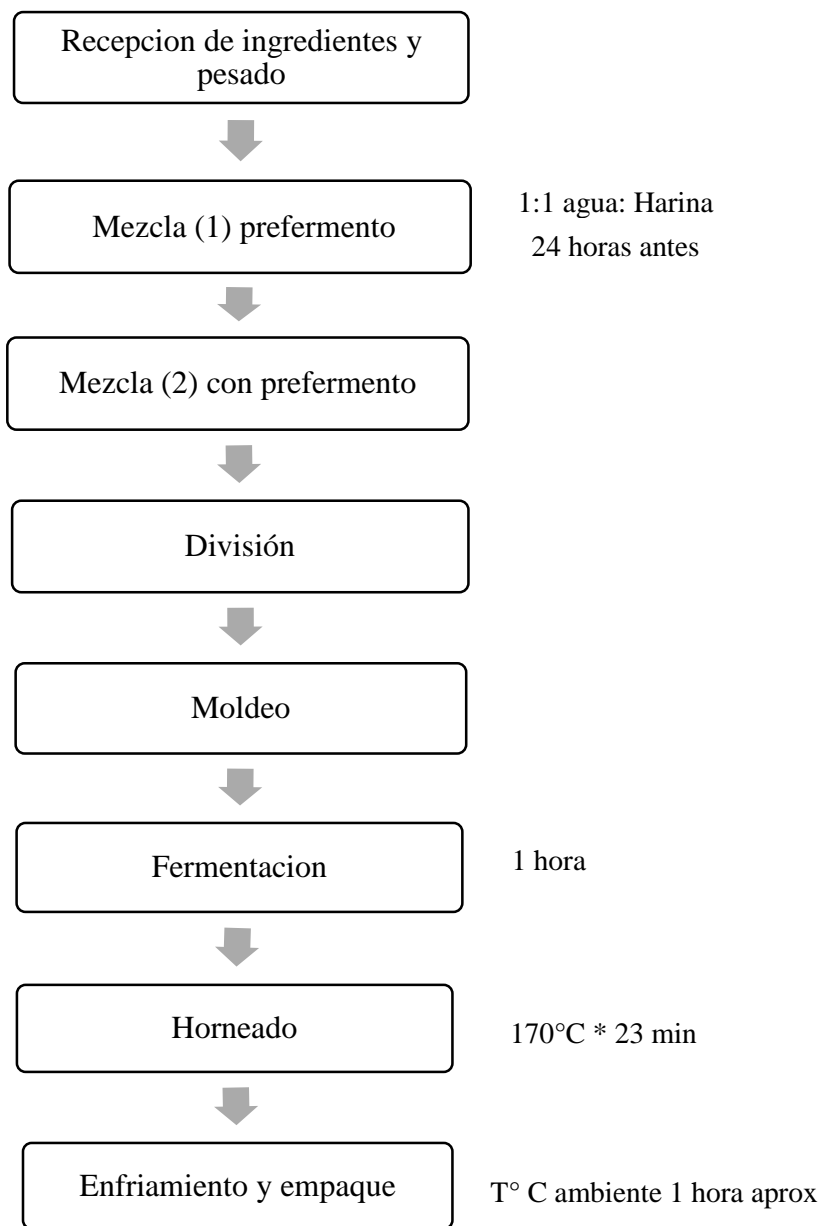 Recepcion de ingredientes y
pesado
Mezcla (1) prefermento
1:1 agua: Harina
24 horas antes
Mezcla (2) con prefermento
División
Moldeo
Fermentacion
1 hora
Horneado
170°C * 23 min
Enfriamiento y empaque
T° C ambiente 1 hora aprox